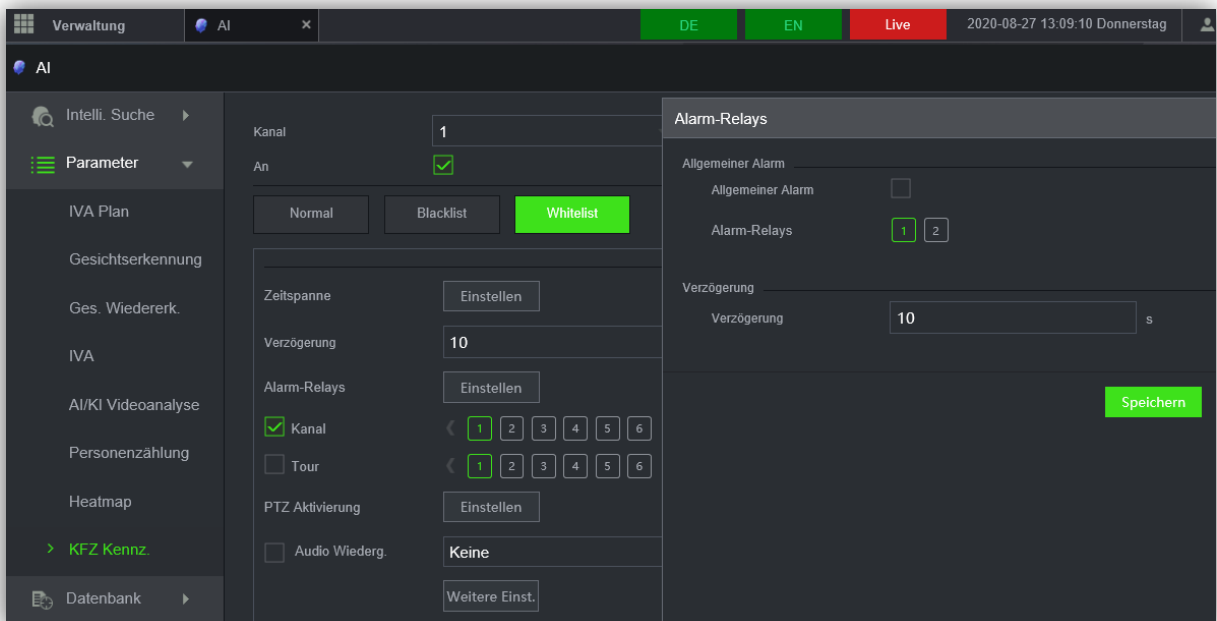 Verwaltung AI × DE EN Live 2020-08-27 13:09:10 Donnerstag
AI
Intelli. Suche
Parameter
IVA Plan
Gesichtserkennung
Ges. Wiedererk.
IVA
AI/KI Videoanalyse
Personenzählung
Heatmap
KFZ Kennz.
Datenbank
Kanal 1
An
Normal Blacklist Whitelist
Zeitspanne Einstellen
Verzögerung 10
Alarm-Relays Einstellen
Kanal 1 2 3 4 5 6
Tour 1 2 3 4 5 6
PTZ Aktivierung Einstellen
Audio Wiederg. Keine
Weitere Einst.
Alarm-Relays
Allgemeiner Alarm
Allgemeiner Alarm
Alarm-Relays 1 2
Verzögerung
Verzögerung 10 s
Speichern